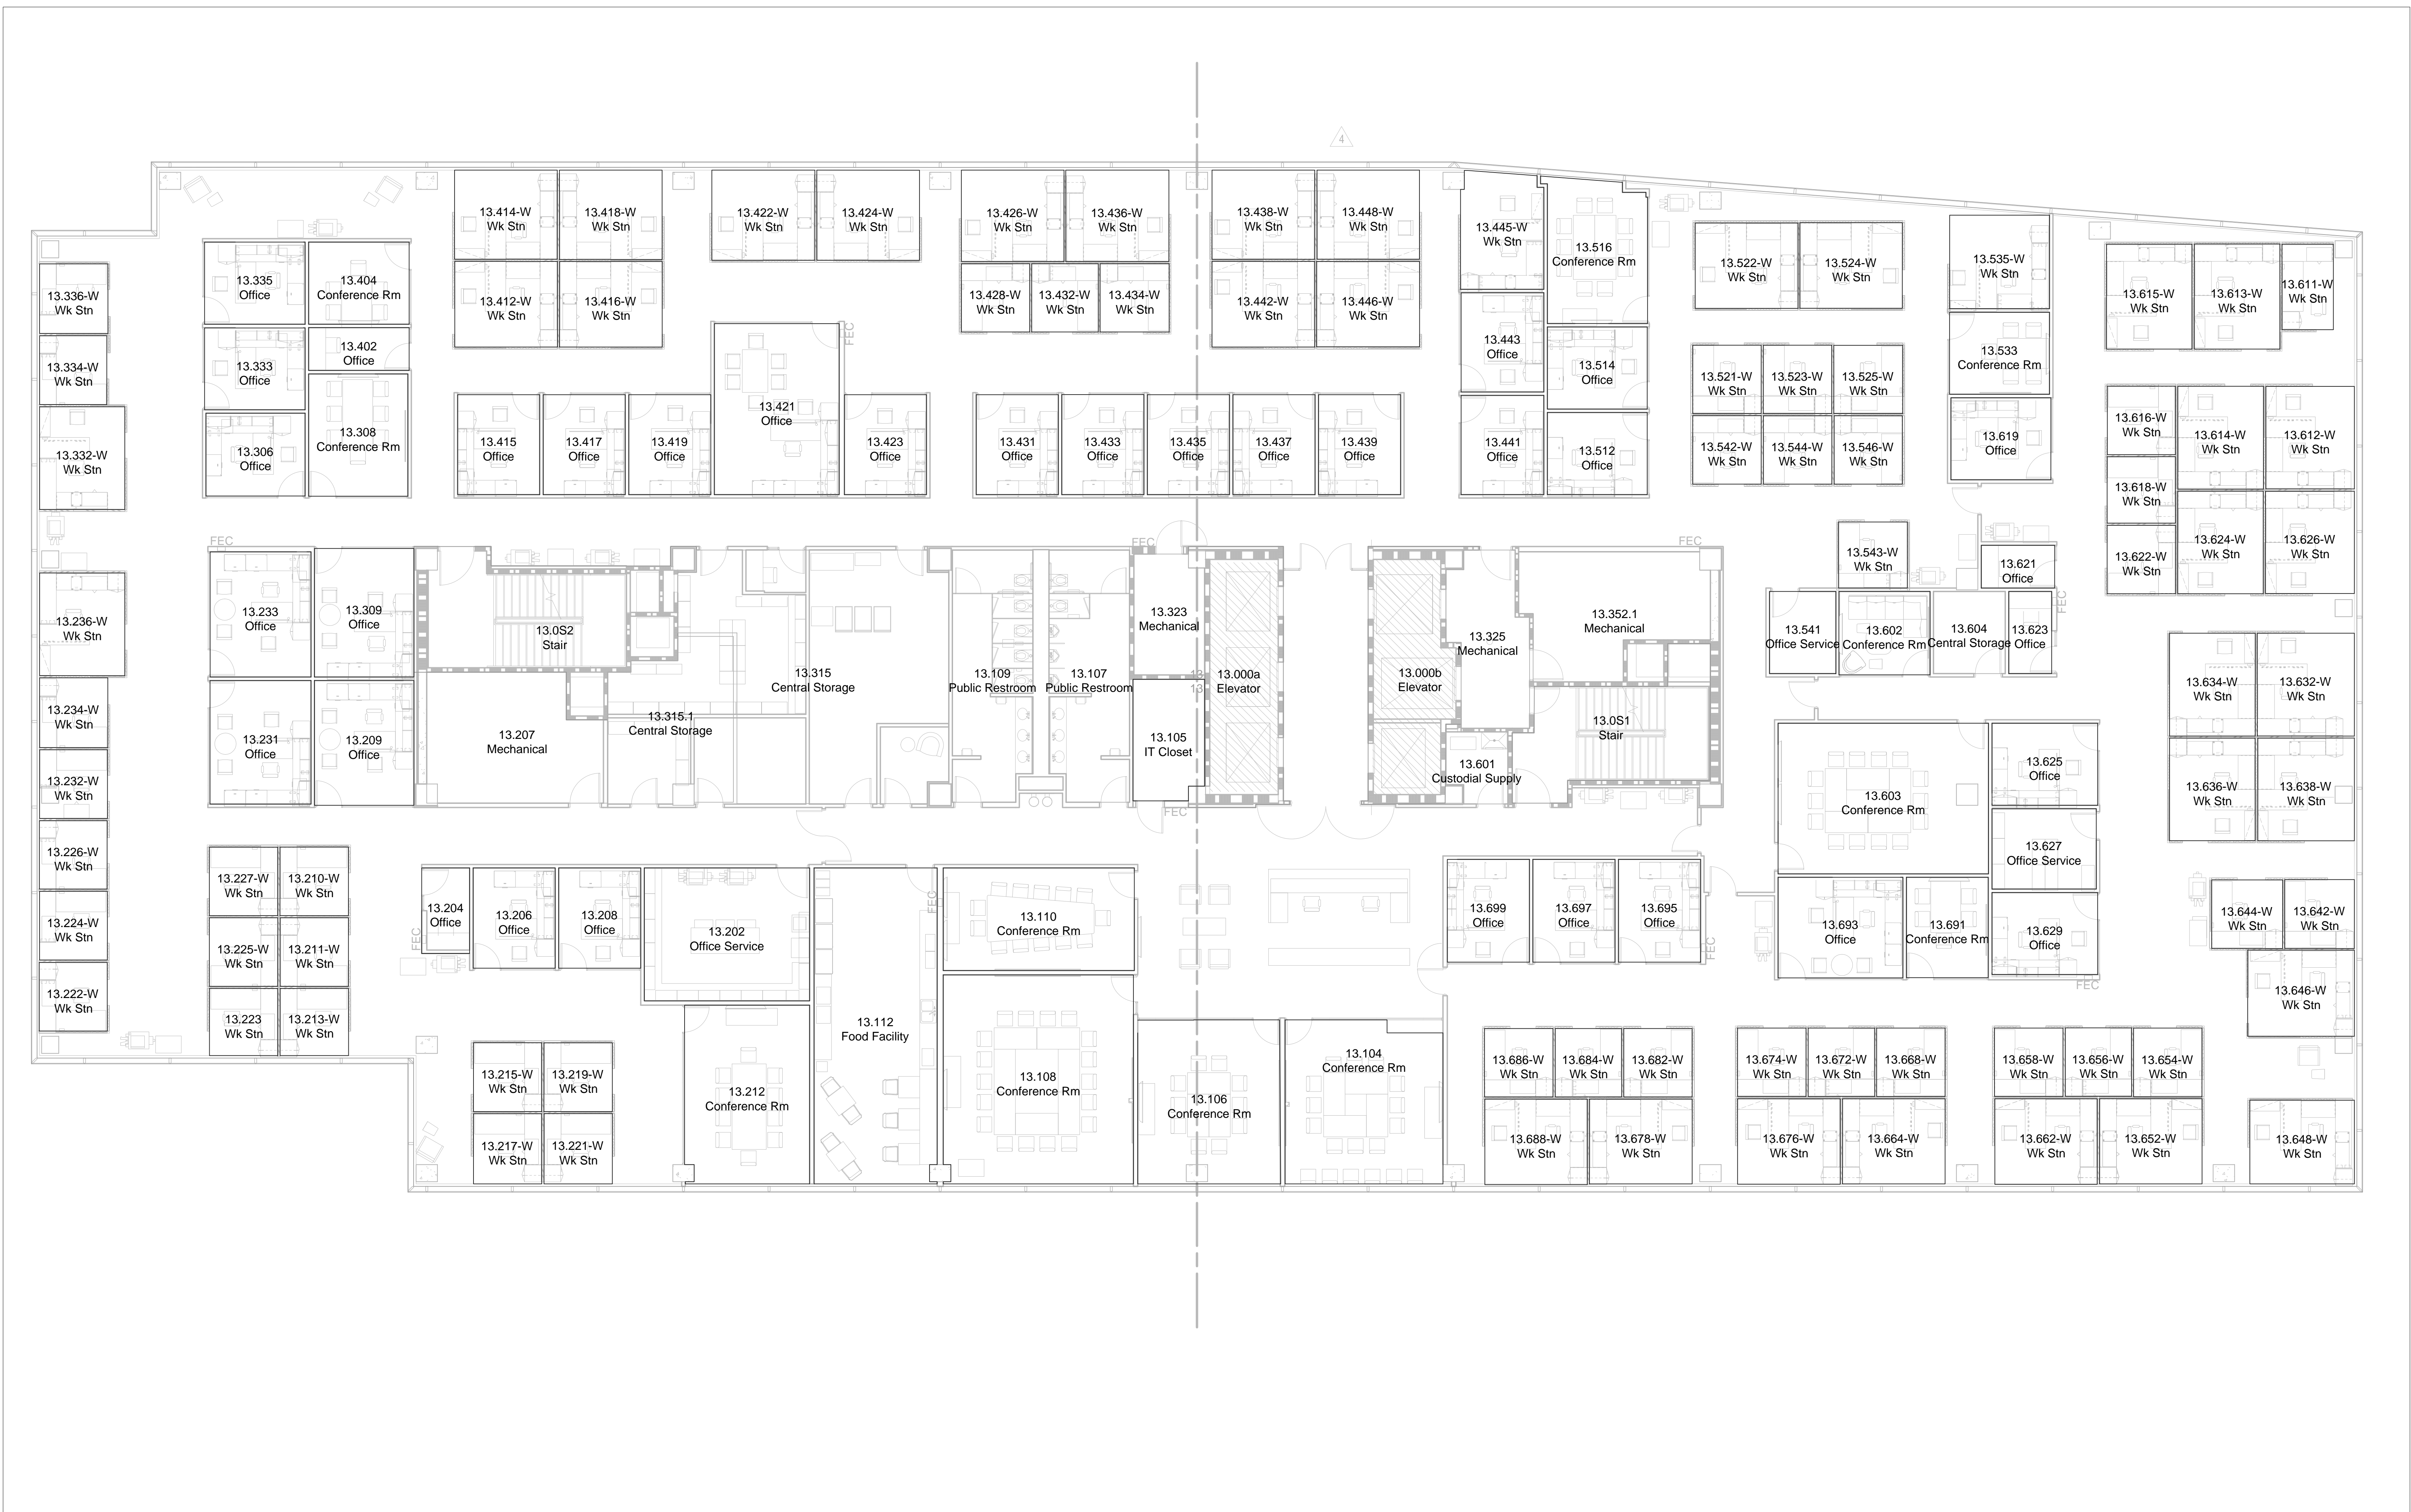 4
13.414-W
Wk Stn
13.418-W
Wk Stn
13.422-W
Wk Stn
13.424-W
Wk Stn
13.426-W
Wk Stn
13.436-W
Wk Stn
13.438-W
Wk Stn
13.448-W
Wk Stn
13.445-W
Wk Stn
13.516
Conference Rm
13.522-W
Wk Stn
13.524-W
Wk Stn
13.535-W
Wk Stn
13.615-W
Wk Stn
13.613-W
Wk Stn
13.611-W
Wk Stn
13.336-W
Wk Stn
13.335
Office
13.404
Conference Rm
13.412-W
Wk Stn
13.416-W
Wk Stn
13.428-W
Wk Stn
13.432-W
Wk Stn
13.434-W
Wk Stn
13.442-W
Wk Stn
13.446-W
Wk Stn
FEC
13.334-W
Wk Stn
13.333
Office
13.402
Office
13.443
Office
13.514
Office
13.533
Conference Rm
13.521-W
Wk Stn
13.523-W
Wk Stn
13.525-W
Wk Stn
13.332-W
Wk Stn
13.306
Office
13.308
Conference Rm
13.415
Office
13.417
Office
13.419
Office
13.421
Office
13.423
Office
13.431
Office
13.433
Office
13.435
Office
13.437
Office
13.439
Office
13.441
Office
13.512
Office
13.542-W
Wk Stn
13.544-W
Wk Stn
13.546-W
Wk Stn
13.619
Office
13.616-W
Wk Stn
13.614-W
Wk Stn
13.612-W
Wk Stn
13.618-W
Wk Stn
FEC
FEC
FEC
13.543-W
Wk Stn
13.621
Office
13.622-W
Wk Stn
13.624-W
Wk Stn
13.626-W
Wk Stn
13.236-W
Wk Stn
13.233
Office
13.309
Office
13.0S2
Stair
13.323
Mechanical
13.325
Mechanical
13.352.1
Mechanical
13.541
Office Service
13.602
Conference Rm
13.604
Central Storage
13.623
Office
FEC
13.315
Central Storage
13.109
Public Restroom
13.107
Public Restroom
13.000a
Elevator
13.000b
Elevator
13.634-W
Wk Stn
13.632-W
Wk Stn
13.234-W
Wk Stn
13.231
Office
13.209
Office
13.207
Mechanical
13.315.1
Central Storage
13.105
IT Closet
13.601
Custodial Supply
13.0S1
Stair
13.603
Conference Rm
13.625
Office
13.636-W
Wk Stn
13.638-W
Wk Stn
13.232-W
Wk Stn
FEC
13.226-W
Wk Stn
13.627
Office Service
13.227-W
Wk Stn
13.210-W
Wk Stn
13.204
Office
13.206
Office
13.208
Office
13.202
Office Service
FEC
FEC
13.110
Conference Rm
13.699
Office
13.697
Office
13.695
Office
FEC
13.693
Office
13.691
Conference Rm
13.629
Office
FEC
13.644-W
Wk Stn
13.642-W
Wk Stn
13.224-W
Wk Stn
13.225-W
Wk Stn
13.211-W
Wk Stn
13.222-W
Wk Stn
13.223
Wk Stn
13.213-W
Wk Stn
13.646-W
Wk Stn
13.112
Food Facility
13.215-W
Wk Stn
13.219-W
Wk Stn
13.212
Conference Rm
13.108
Conference Rm
13.106
Conference Rm
13.104
Conference Rm
13.686-W
Wk Stn
13.684-W
Wk Stn
13.682-W
Wk Stn
13.674-W
Wk Stn
13.672-W
Wk Stn
13.668-W
Wk Stn
13.658-W
Wk Stn
13.656-W
Wk Stn
13.654-W
Wk Stn
13.217-W
Wk Stn
13.221-W
Wk Stn
13.688-W
Wk Stn
13.678-W
Wk Stn
13.676-W
Wk Stn
13.664-W
Wk Stn
13.662-W
Wk Stn
13.652-W
Wk Stn
13.648-W
Wk Stn